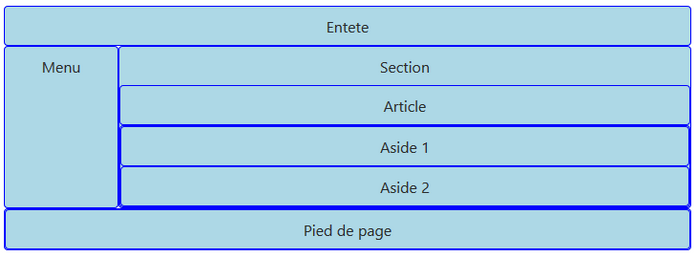 Entete
Menu
Section
Article
Aside 1
Aside 2
Pied de page